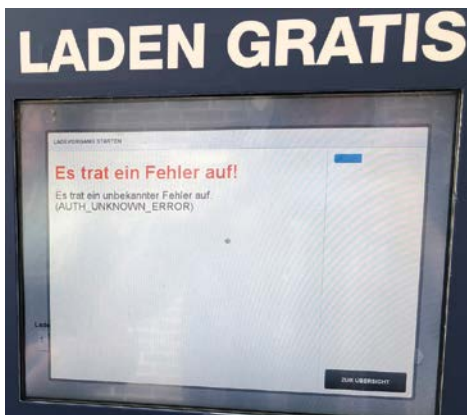 LADEN GRATIS
LADEVORGANG STARTEN
Es trat ein Fehler auf!
Es trat ein unbekannter Fehler auf.
(AUTH_UNKNOWN_ERROR)
ZUR ÜBERSICHT